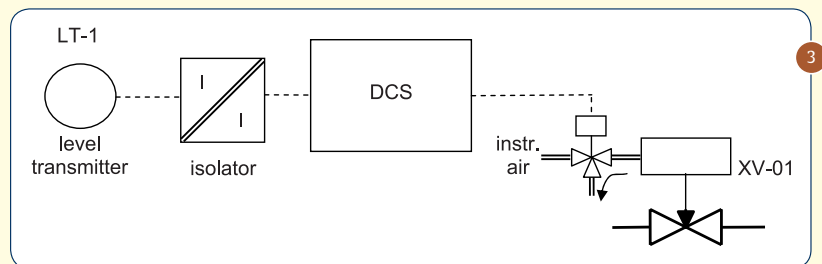 LT-1
3
I
I
DCS
level
transmitter
isolator
instr.
air
XV-01